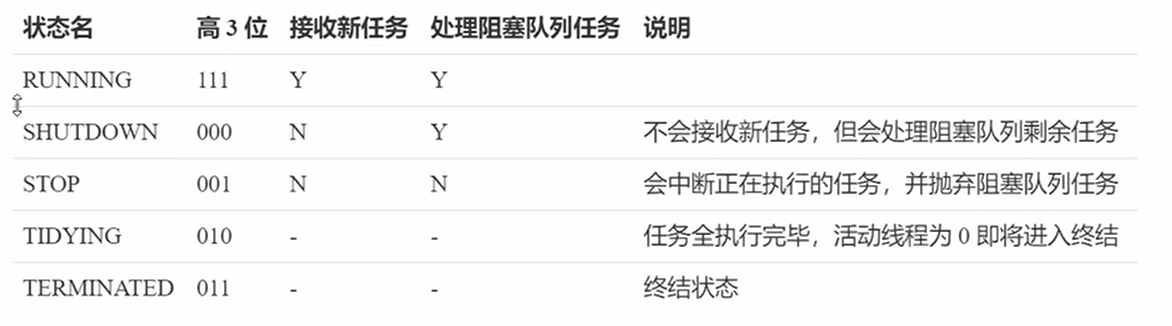 状态名 高 3 位 接收新任务 处理阻塞队列任务 说明
RUNNING 111 Y Y
SHUTDOWN 000 N Y 不会接收新任务，但会处理阻塞队列剩余任务
STOP 001 N N 会中断正在执行的任务，并抛弃阻塞队列任务
TIDYING 010 - - 任务全执行完毕，活动线程为 0 即将进入终结
TERMINATED 011 - - 终结状态